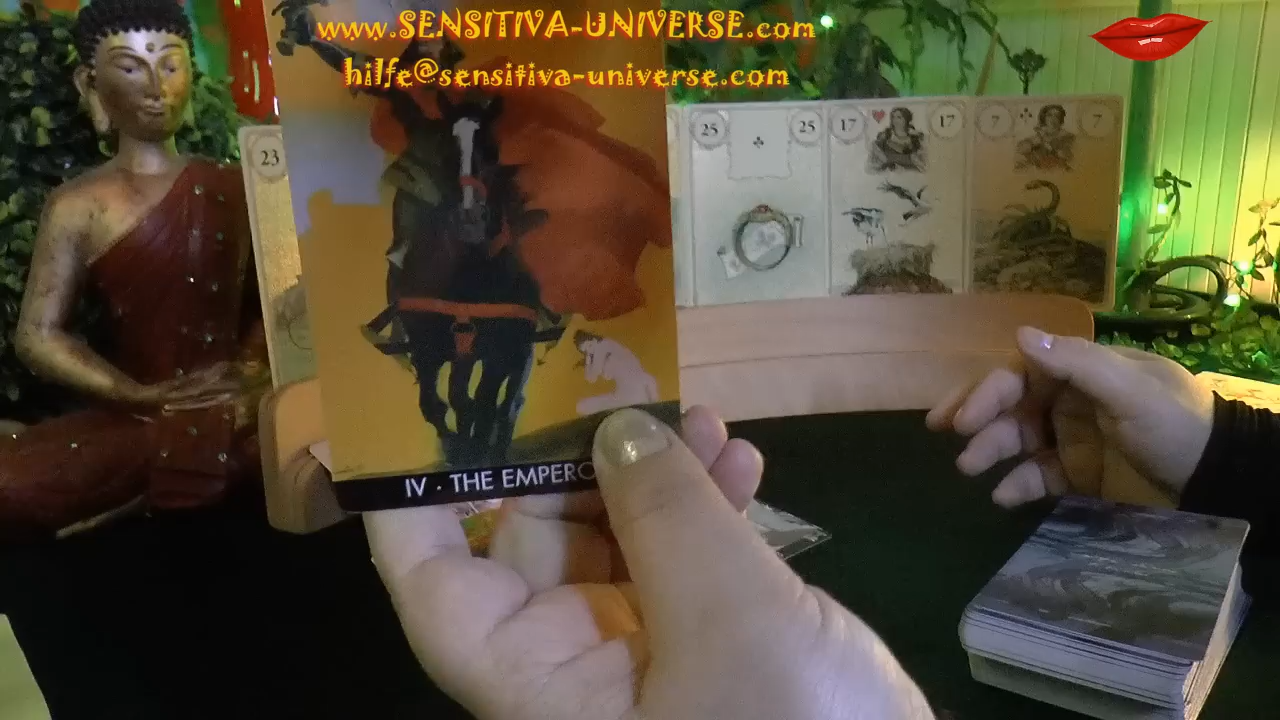 www.SENSITIVA-UNIVERSE.com
hilfe@sensitiva-universe.com
23
25 25
17 17
7 7
IV . THE EMPERO